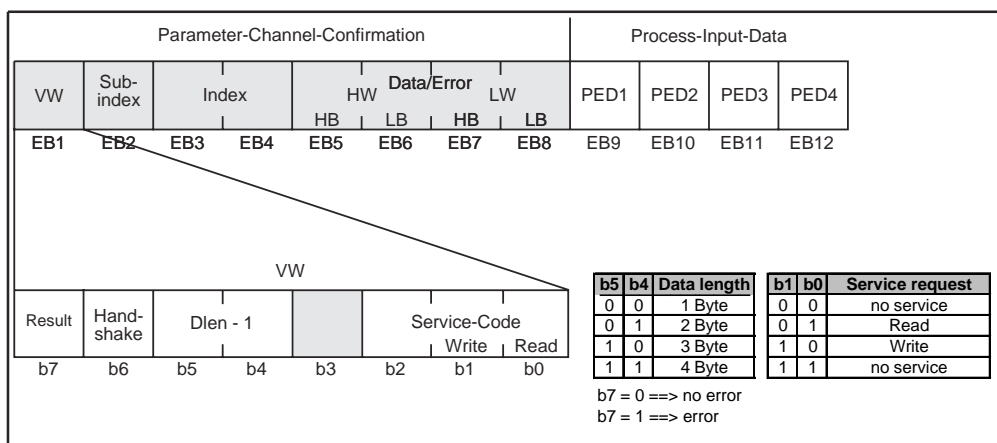 Parameter-Channel-Confirmation Process-Input-Data
VW Sub-index Index Data/Error HW LW PED1 PED2 PED3 PED4
HB LB HB LB
EB1 EB2 EB3 EB4 EB5 EB6 EB7 EB8 EB9 EB10 EB11 EB12
VW
Result Hand-shake Dlen - 1 Service-Code
Write Read
b7 b6 b5 b4 b3 b2 b1 b0
b5 b4 Data length
0 0 1 Byte
0 1 2 Byte
1 0 3 Byte
1 1 4 Byte
b7 = 0 ==> no error
b7 = 1 ==> error
b1 b0 Service request
0 0 no service
0 1 Read
1 0 Write
1 1 no service